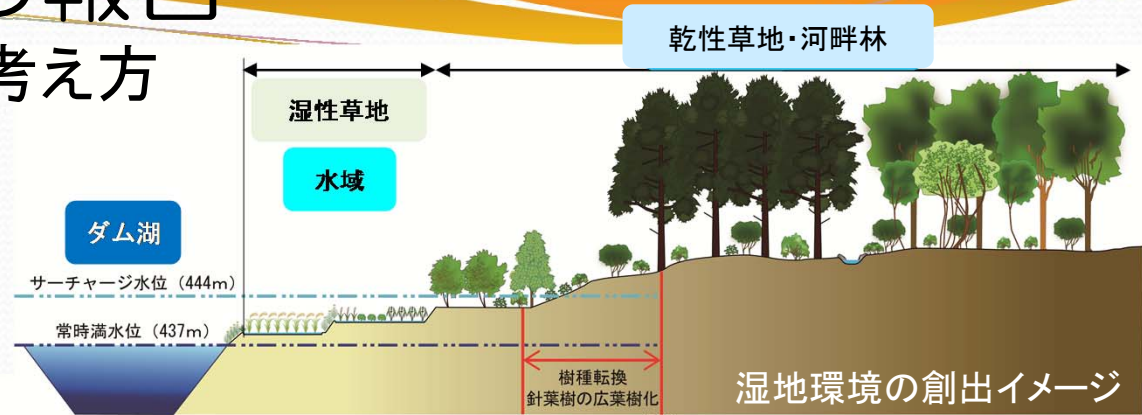 報告
考え方
乾性草地・河畔林
湿性草地
水域
ダム湖
サーチャージ水位（444m）
常時満水位（437m）
樹種転換
針葉樹の広葉樹化
湿地環境の創出イメージ